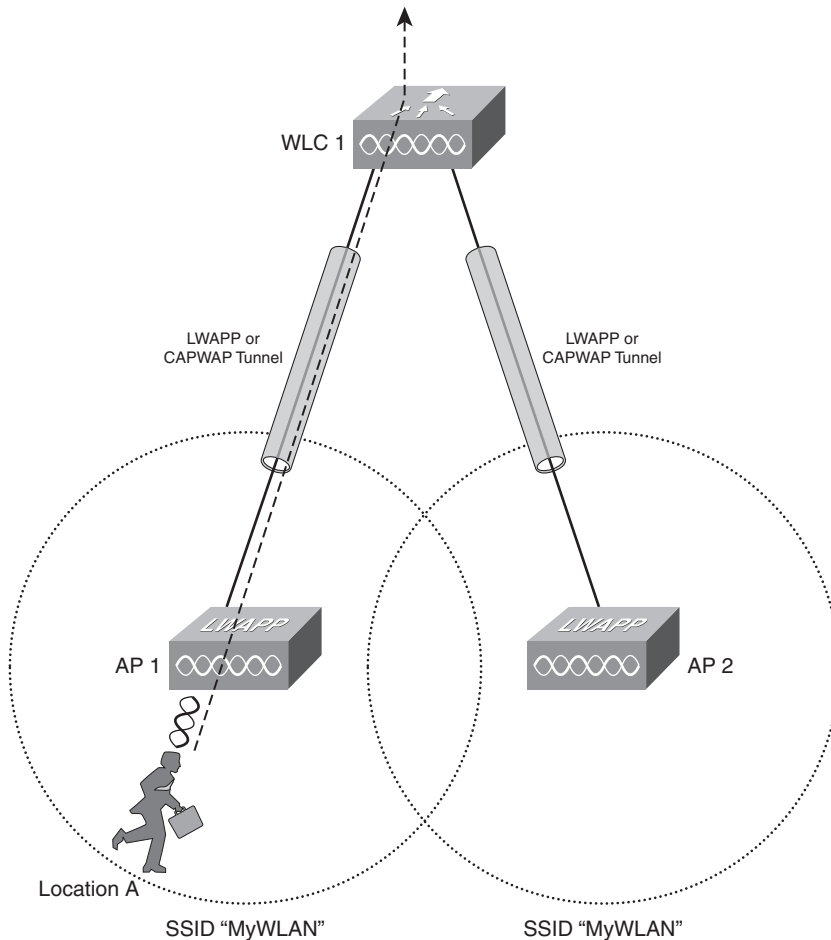 WLC 1
LWAPP or
CAPWAP Tunnel
LWAPP or
CAPWAP Tunnel
LWAPP
LWAPP
AP 1
AP 2
Location A
SSID “MyWLAN”
SSID “MyWLAN”